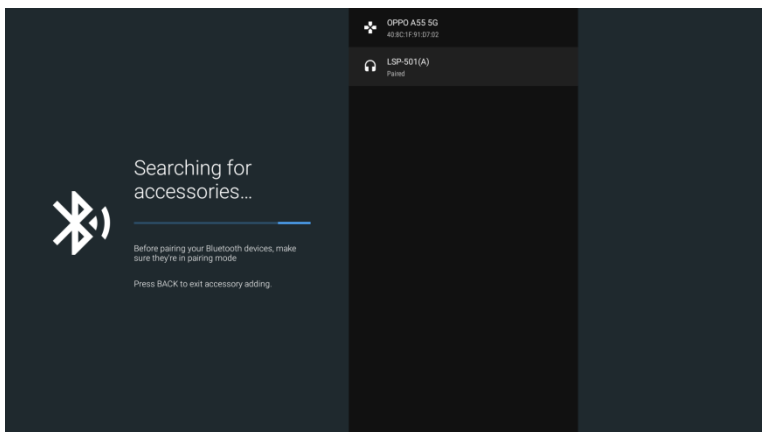 Searching for
accessories...
Before pairing your Bluetooth devices, make
sure they're in pairing mode
Press BACK to exit accessory adding.
OPPO A55 5G
40:8C:1F:91:D7:D2
LSP-501(A)
Paired